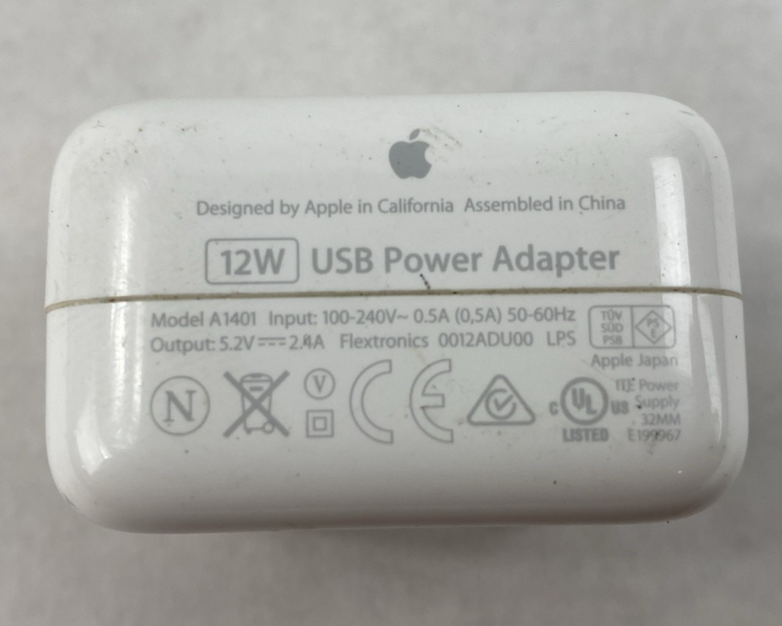 Designed by Apple in California Assembled in China
12W USB Power Adapter
Model A1401 Input: 100-240V~ 0.5A (0,5A) 50-60Hz
Output: 5.2V⎓2.4A Flextronics 0012ADU00 LPS
TÜV
SÜD
PSB
PS
E
Apple Japan
N
V
CE
c UL US
LISTED
ITE Power
Supply
32MM
E199967